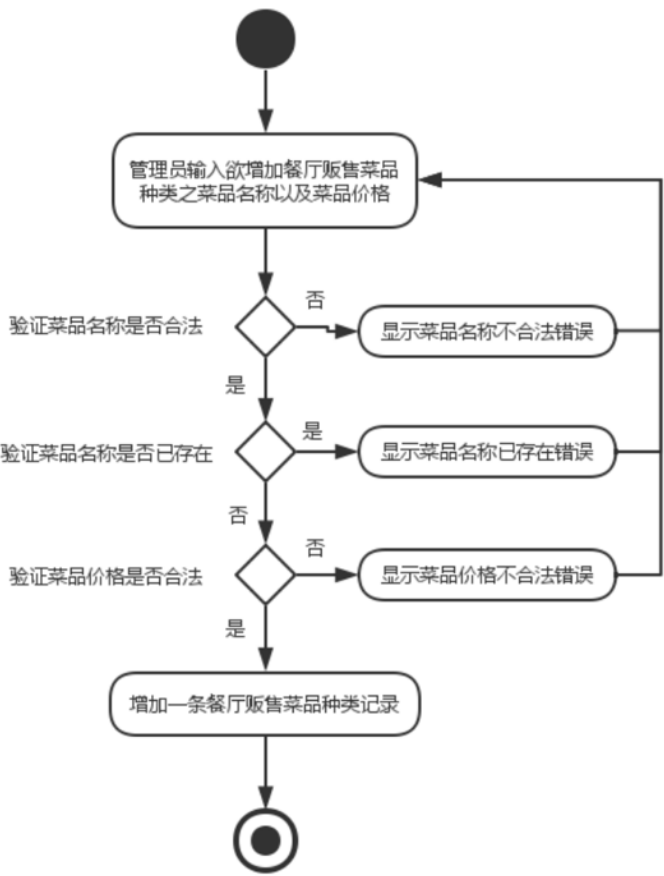 管理员输入欲增加餐厅贩售菜品
种类之菜品名称以及菜品价格
否
验证菜品名称是否合法
显示菜品名称不合法错误
是
是
验证菜品名称是否已存在
显示菜品名称已存在错误
否
否
验证菜品价格是否合法
显示菜品价格不合法错误
是
增加一条餐厅贩售菜品种类记录